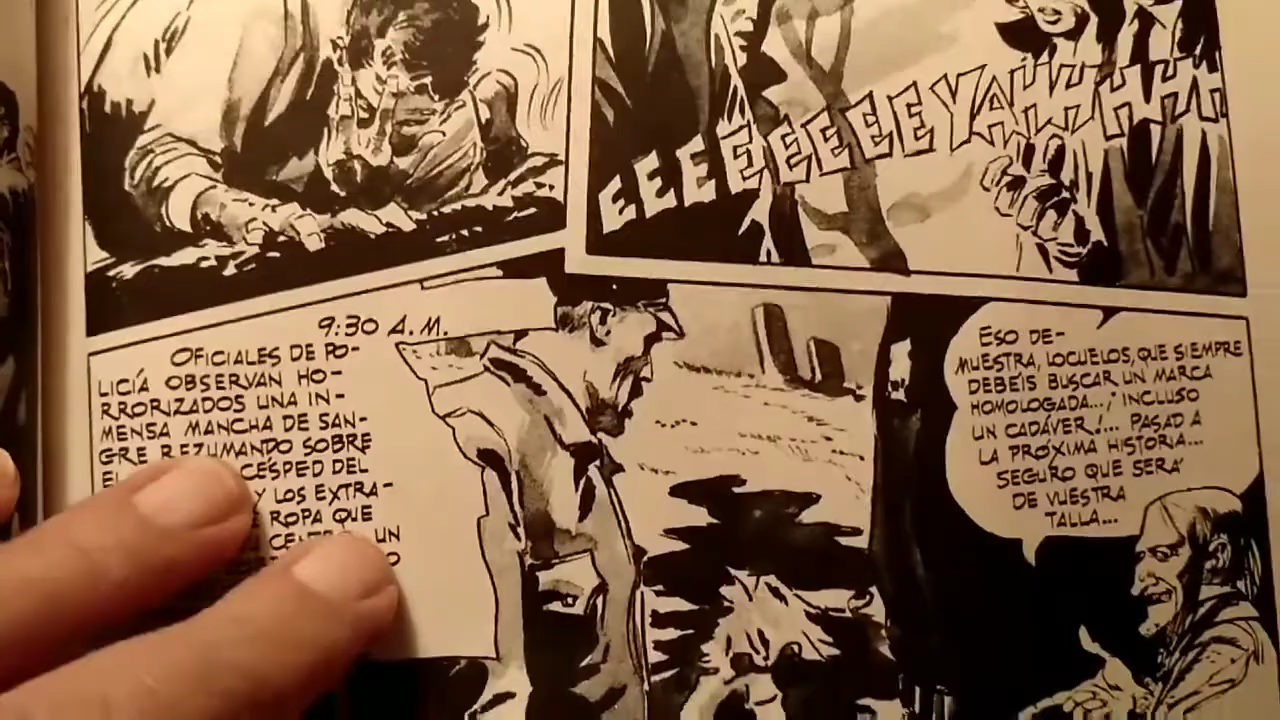 EEEEEEEEEYAHHHHHH
9:30 A.M.
OFICIALES DE PO-
LICÍA OBSERVAN HO-
RRORIZADOS UNA IN-
MENSA MANCHA DE SAN-
GRE REZUMANDO SOBRE
CÉSPED DEL
Y LOS EXTRA-
ROPA QUE
UN
ESO DE-
MUESTRA, LOCUELOS, QUE SIEMPRE
DEBÉIS BUSCAR UN MARCA
HOMOLOGADA..., INCLUSO
UN CADÁVER!... PASAD A
LA PRÓXIMA HISTORIA...
SEGURO QUE SERÁ
DE VUESTRA
TALLA...